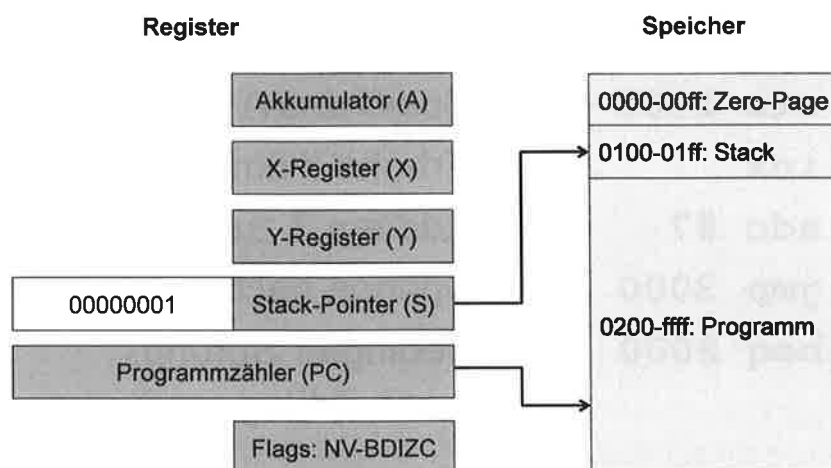 Register
Speicher
Akkumulator (A)
X-Register (X)
Y-Register (Y)
00000001
Stack-Pointer (S)
Programmzähler (PC)
Flags: NV-BDIZC
0000-00ff: Zero-Page
0100-01ff: Stack
0200-ffff: Programm